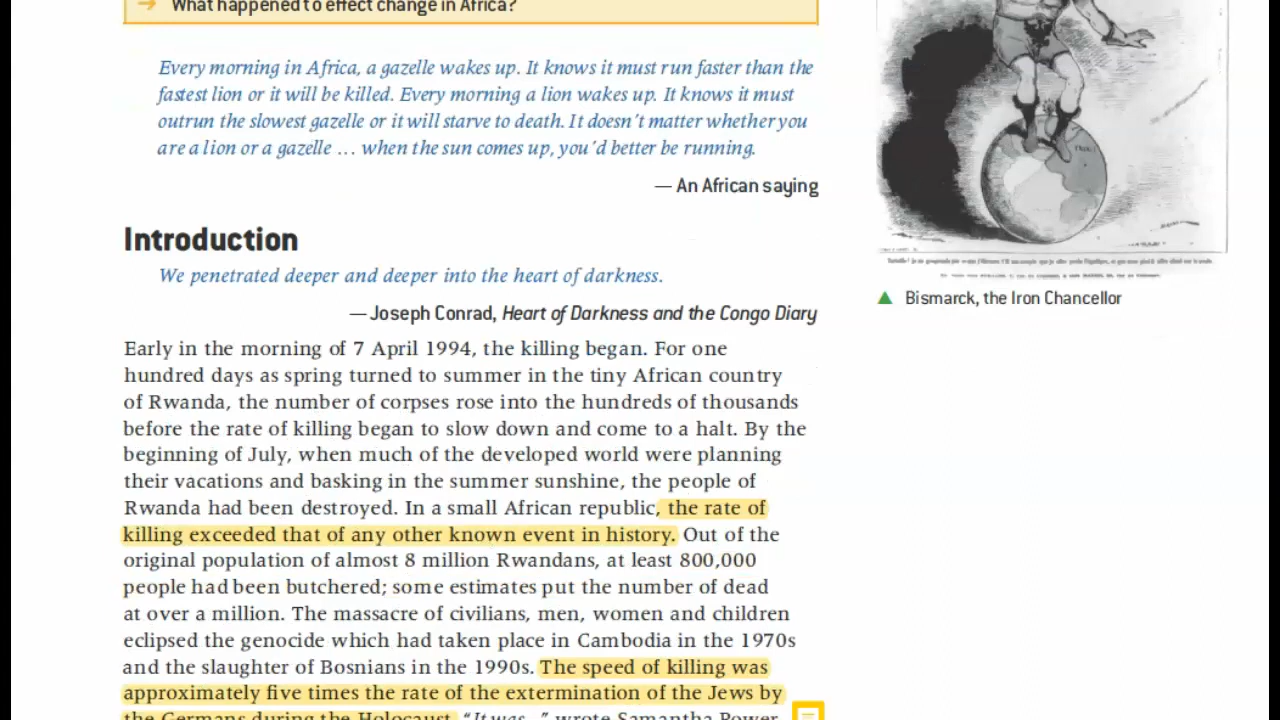 → What happened to effect change in Africa?
Every morning in Africa, a gazelle wakes up. It knows it must run faster than the
fastest lion or it will be killed. Every morning a lion wakes up. It knows it must
outrun the slowest gazelle or it will starve to death. It doesn't matter whether you
are a lion or a gazelle ... when the sun comes up, you'd better be running.
— An African saying
Introduction
We penetrated deeper and deeper into the heart of darkness.
— Joseph Conrad, Heart of Darkness and the Congo Diary
Early in the morning of 7 April 1994, the killing began. For one
hundred days as spring turned to summer in the tiny African country
of Rwanda, the number of corpses rose into the hundreds of thousands
before the rate of killing began to slow down and come to a halt. By the
beginning of July, when much of the developed world were planning
their vacations and basking in the summer sunshine, the people of
Rwanda had been destroyed. In a small African republic, the rate of
killing exceeded that of any other known event in history. Out of the
original population of almost 8 million Rwandans, at least 800,000
people had been butchered; some estimates put the number of dead
at over a million. The massacre of civilians, men, women and children
eclipsed the genocide which had taken place in Cambodia in the 1970s
and the slaughter of Bosnians in the 1990s. The speed of killing was
approximately five times the rate of the extermination of the Jews by
the Germans during the Holocaust. "It was..." wrote Samantha Power
▲ Bismarck, the Iron Chancellor